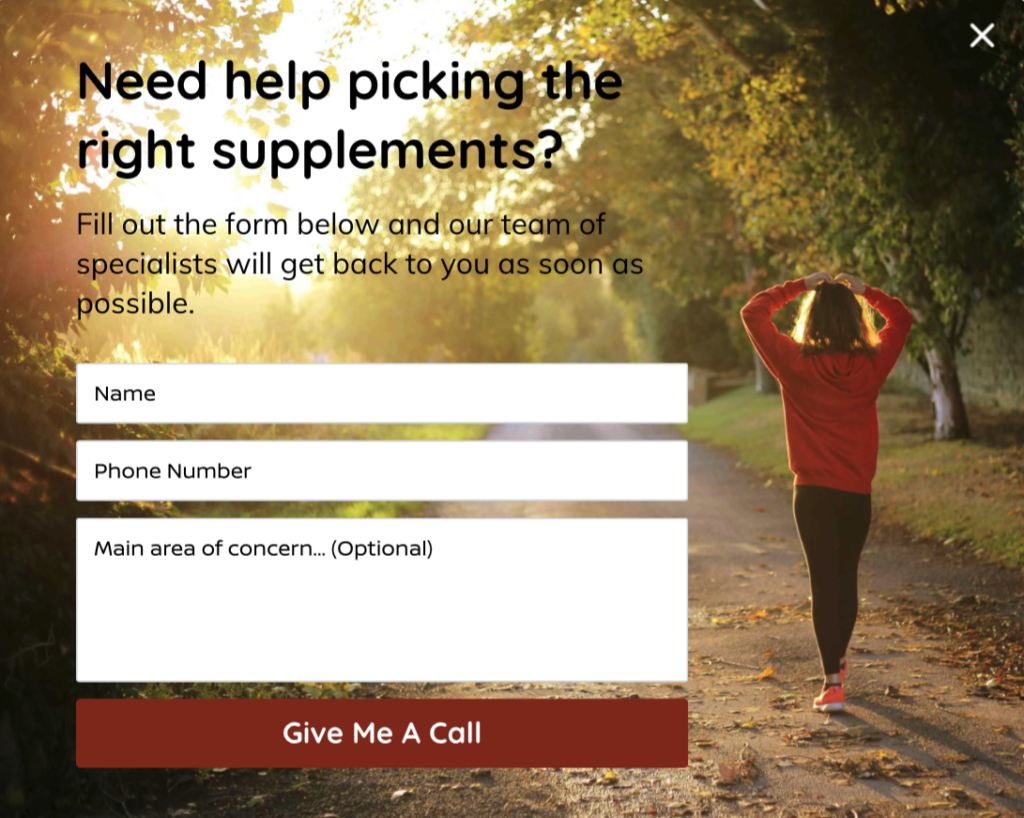 Need help picking the
right supplements?
Fill out the form below and our team of
specialists will get back to you as soon as
possible.
Name
Phone Number
Main area of concern... (Optional)
Give Me A Call